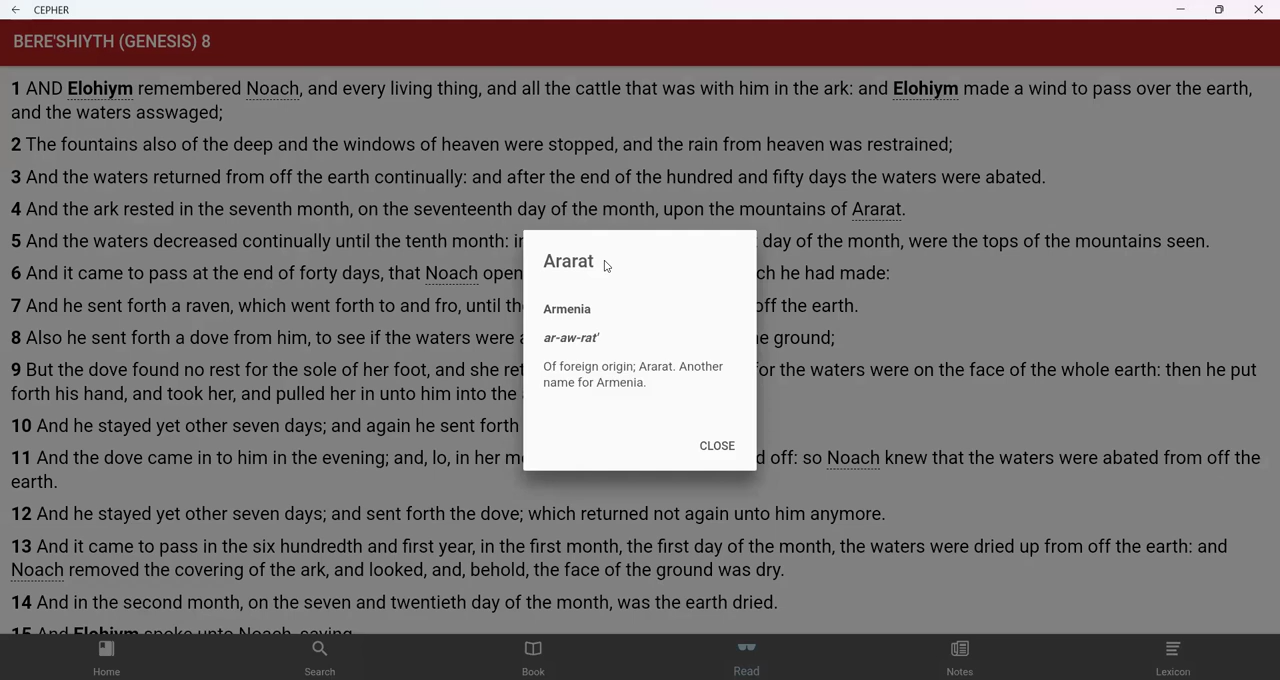 CEPHER
BERE'SHIYTH (GENESIS) 8
1 AND Elohiym remembered Noach, and every living thing, and all the cattle that was with him in the ark: and Elohiym made a wind to pass over the earth,
and the waters asswaged;
2 The fountains also of the deep and the windows of heaven were stopped, and the rain from heaven was restrained;
3 And the waters returned from off the earth continually: and after the end of the hundred and fifty days the waters were abated.
4 And the ark rested in the seventh month, on the seventeenth day of the month, upon the mountains of Ararat.
5 And the waters decreased continually until the tenth month: day of the month, were the tops of the mountains seen.
6 And it came to pass at the end of forty days, that Noach open he had made:
7 And he sent forth a raven, which went forth to and fro, until off the earth.
8 Also he sent forth a dove from him, to see if the waters were ground;
9 But the dove found no rest for the sole of her foot, and she for the waters were on the face of the whole earth: then he put
forth his hand, and took her, and pulled her in unto him into the
10 And he stayed yet other seven days; and again he sent forth
11 And the dove came in to him in the evening; and, lo, in her off: so Noach knew that the waters were abated from off the
earth.
12 And he stayed yet other seven days; and sent forth the dove; which returned not again unto him anymore.
13 And it came to pass in the six hundredth and first year, in the first month, the first day of the month, the waters were dried up from off the earth: and
Noach removed the covering of the ark, and looked, and, behold, the face of the ground was dry.
14 And in the second month, on the seven and twentieth day of the month, was the earth dried.
15 And Elohiym spoke unto Noach, saying
Ararat
Armenia
ar-aw-rat'
Of foreign origin; Ararat. Another
name for Armenia.
CLOSE
Home
Search
Book
Read
Notes
Lexicon